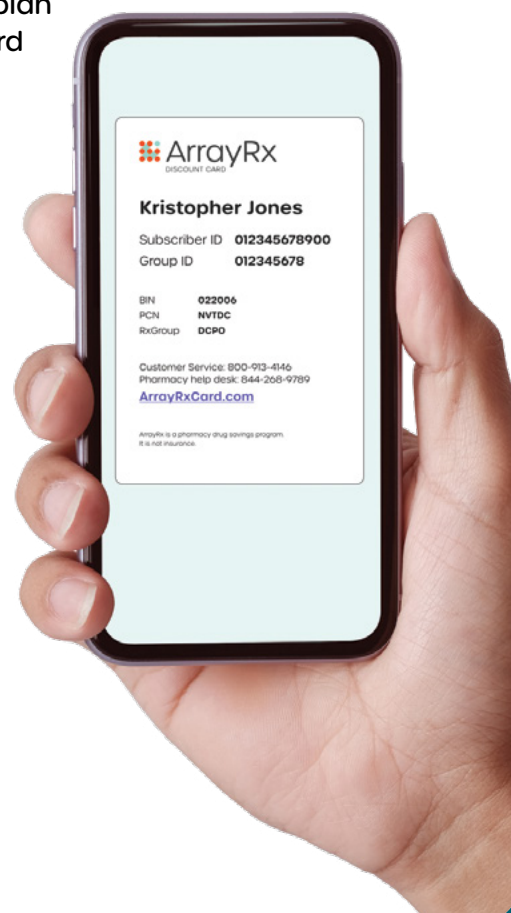 plan
rd
ArrayRx
DISCOUNT CARD
Kristopher Jones
Subscriber ID 012345678900
Group ID 012345678
BIN 022006
PCN NVTDC
RxGroup DCPO
Customer Service: 800-913-4146
Pharmacy help desk: 844-268-9789
ArrayRxCard.com
ArrayRx is a pharmacy drug savings program.
It is not insurance.